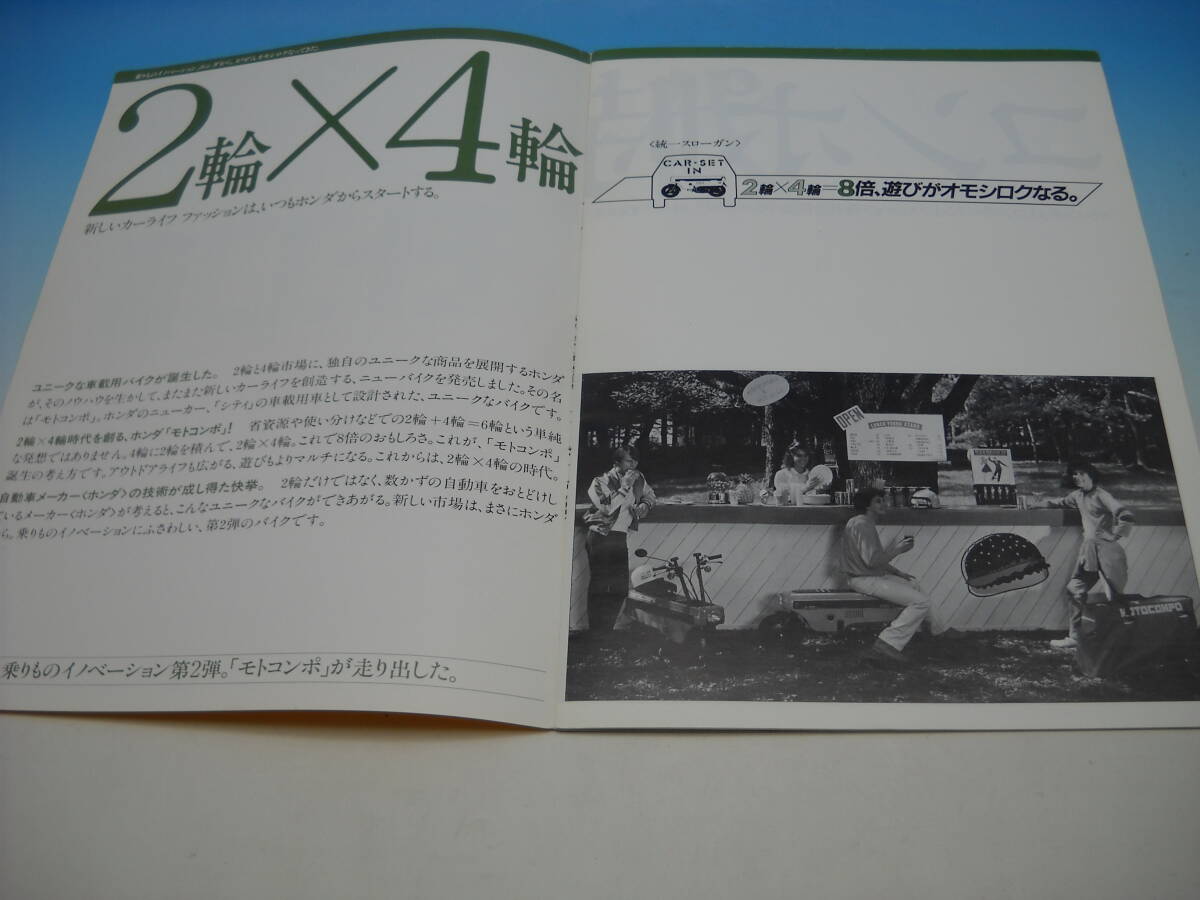 2輪×4輪
新しいカーライフ ファッションは、いつもホンダからスタートする。
ユニークな車載用バイクが誕生した。 2輪と4輪市場に、独自のユニークな商品を展開するホンダ
が、そのノウハウを生かして、またまた新しいカーライフを創造する、ニューバイクを発売しました。その名
は「モトコンポ」。ホンダのニューカー、「シティ」の車載用車として設計された、ユニークなバイクです。
2輪×4輪時代を創る、ホンダ「モトコンポ」! 省資源や使い分けなどでの2輪+4輪=6輪という単純
な発想ではありません。4輪に2輪を積んで、2輪×4輪。これで8倍のおもしろさ。これが、「モトコンポ」
誕生の考え方です。アウトドアライフも広がる、遊びもよりマルチになる。これからは、2輪×4輪の時代。
自動車メーカー〈ホンダ〉の技術が成し得た快挙。 2輪だけではなく、数かずの自動車をおとどけし
ているメーカー〈ホンダ〉が考えると、こんなユニークなバイクができあがる。新しい市場は、まさにホンダ
ら。乗りものイノベーションにふさわしい、第2弾のバイクです。
乗りものイノベーション第2弾。「モトコンポ」が走り出した。
〈統一スローガン〉
CAR・SET
IN
2輪×4輪=8倍、遊びがオモシロクなる。
OPEN
MOTOCOMPO